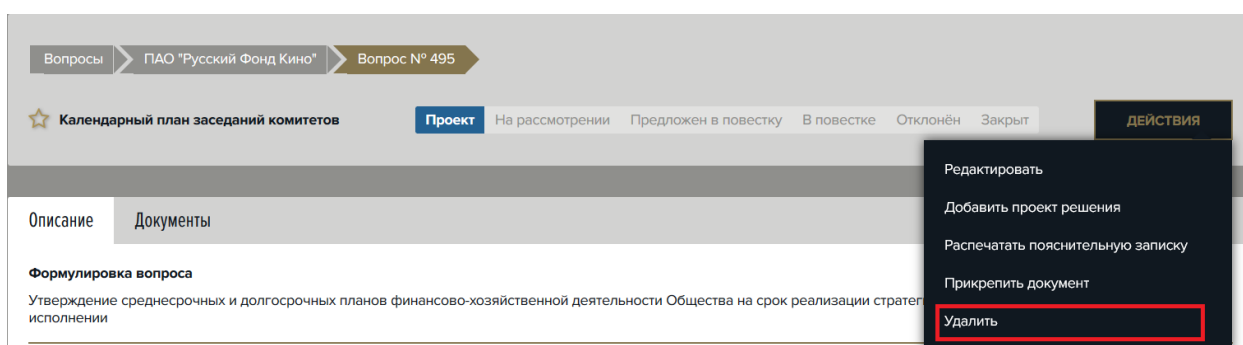 Вопросы ПАО "Русский Фонд Кино" Вопрос № 495
Календарный план заседаний комитетов Проект На рассмотрении Предложен в повестку В повестке Отклонён Закрыт ДЕЙСТВИЯ
Редактировать
Добавить проект решения
Распечатать пояснительную записку
Прикрепить документ
Удалить
Описание Документы
Формулировка вопроса
Утверждение среднесрочных и долгосрочных планов финансово-хозяйственной деятельности Общества на срок реализации
исполнении